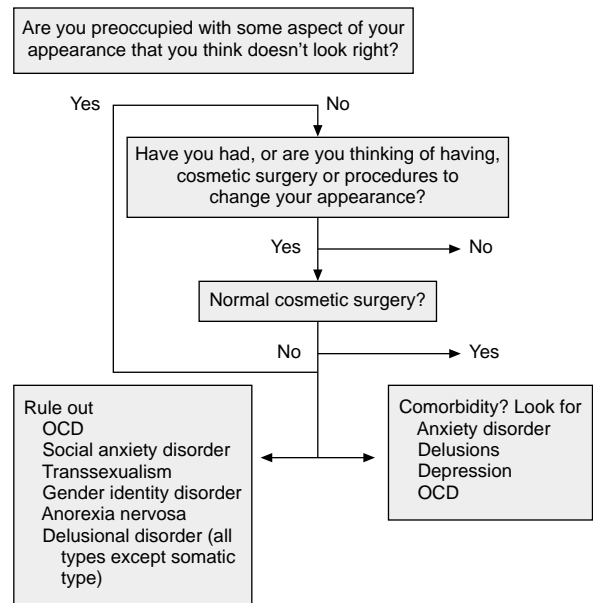 Are you preoccupied with some aspect of your
appearance that you think doesn't look right?
Yes
No
Have you had, or are you thinking of having,
cosmetic surgery or procedures to
change your appearance?
Yes
No
Normal cosmetic surgery?
No
Yes
Rule out
OCD
Social anxiety disorder
Transsexualism
Gender identity disorder
Anorexia nervosa
Delusional disorder (all
types except somatic
type)
Comorbidity? Look for
Anxiety disorder
Delusions
Depression
OCD